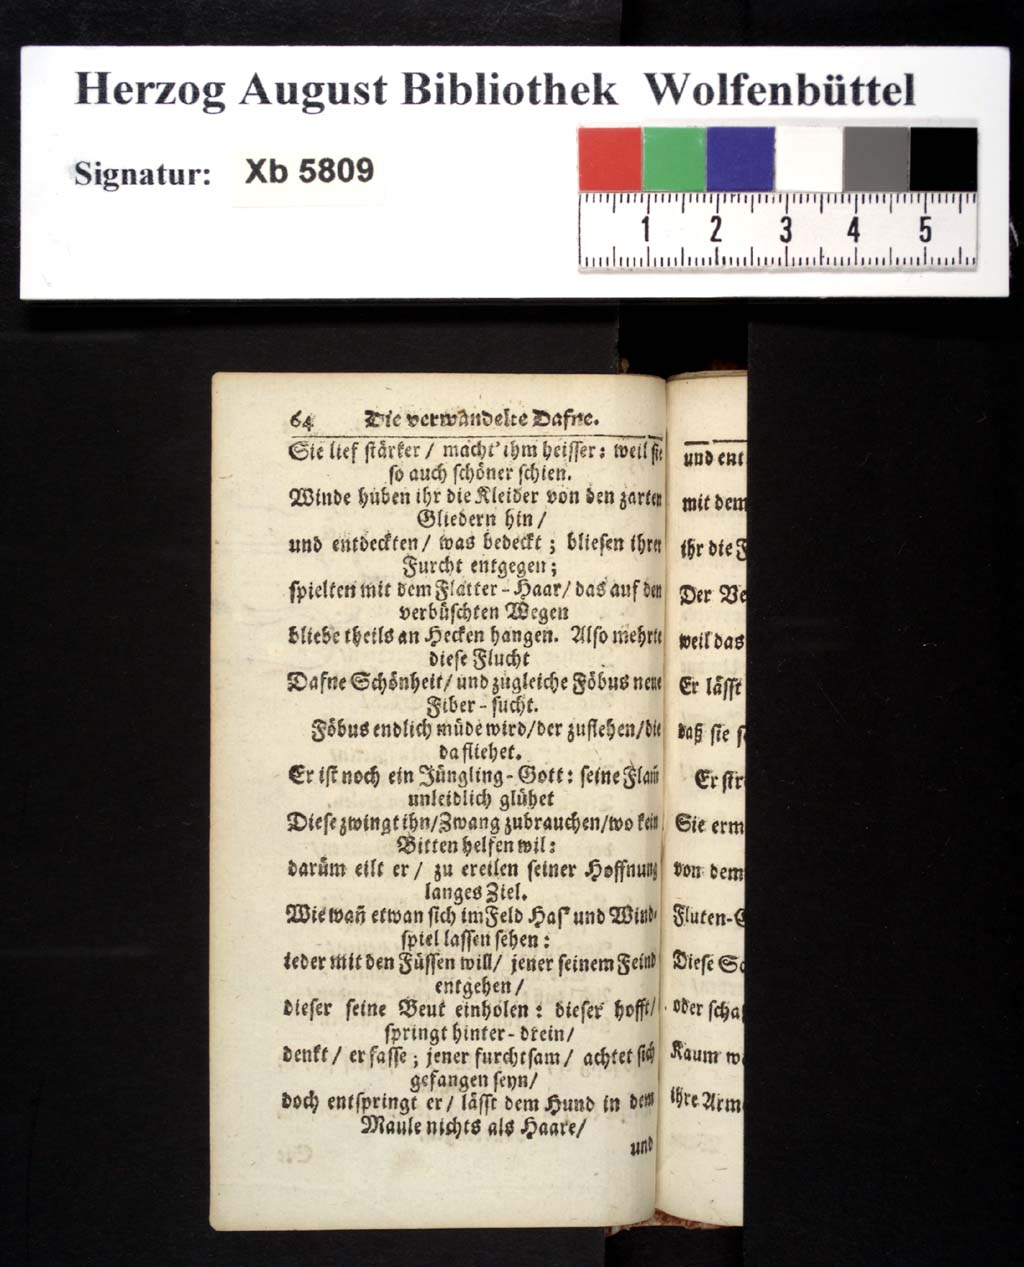 Herzog August Bibliothek Wolfenbüttel
Signatur: Xb 5809
1 2 3 4 5
64 Die verwandelte Dafne.
Sie lief stärker / macht' ihm heisser: weil sie
so auch schöner schien.
Winde huben ihr die Kleider von den zarten
Gliedern hin /
und entdeckten / was bedeckt ; bliesen ihrer
Furcht entgegen ;
spielten mit dem Flatter-Haar / das auf den
verbüschten Wegen
bliebe theils an Hecken hangen. Also mehrte
diese Flucht
Dafne Schönheit / und zugleiche Föbus neue
Fiber-sucht.
Föbus endlich müde wird / der zuflehen / die
da fliehet.
Er ist noch ein Jüngling-Gott: seine Flam̄
unleidlich glühet
Diese zwingt ihn / Zwang zubrauchen / wo kein
Bitten helfen wil:
darüm eilt er / zu ereilen seiner Hoffnung
langes Ziel.
Wie wañ etwan sich im Feld Has' und Wind-
spiel lassen sehen:
ieder mit den Füssen will / jener seinem Feind
entgehen /
dieser seine Beut einholen: dieser hofft /
springt hinter-drein /
denkt / er fasse ; jener furchtsam / achtet sich
gefangen seyn /
doch entspringt er / lässt dem Hund in dem
Maule nichts als Haare /
und
und ent
mit dem
ihr die F
Der Ve
weil das
Er lässt
daß sie s
Er str
Sie erm
von dem
Fluten-G
Diese Sc
oder scha
Kaum w
ihre Arm